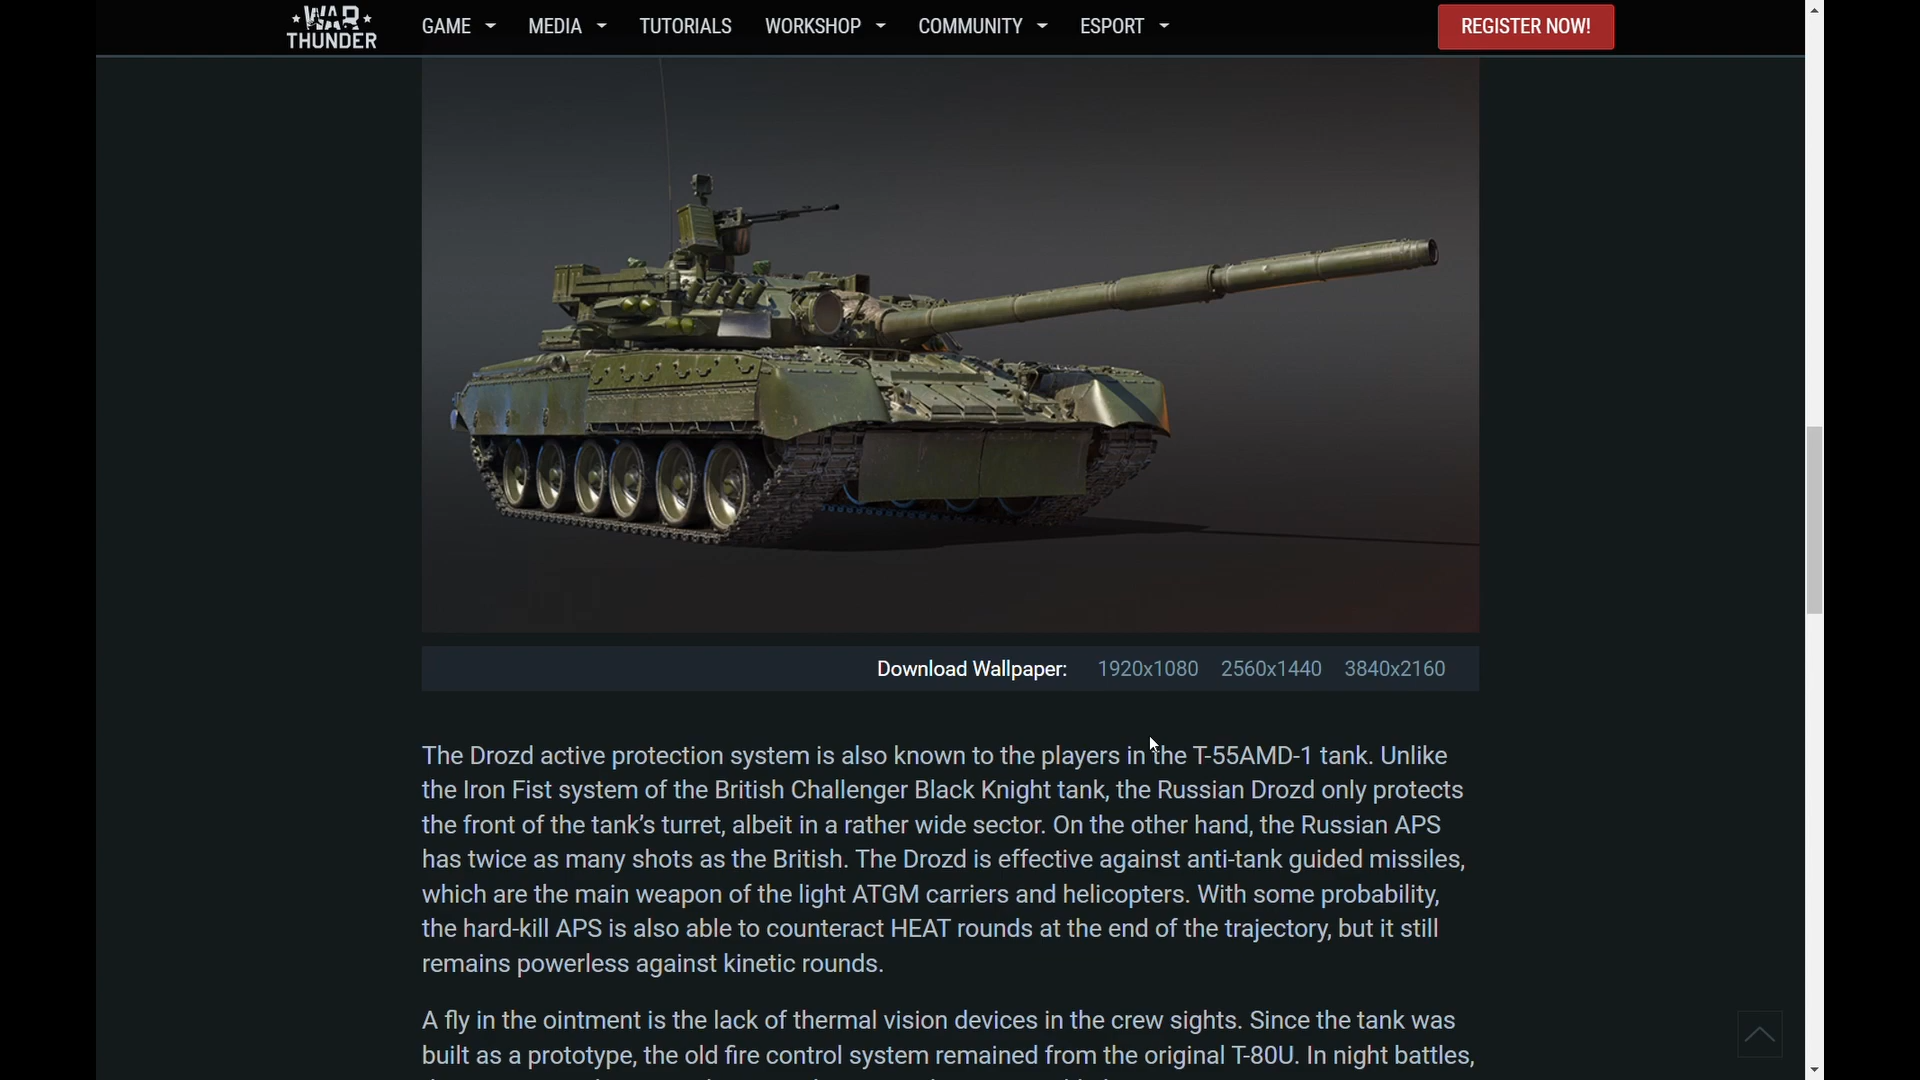 WAR
THUNDER
GAME
MEDIA
TUTORIALS
WORKSHOP
COMMUNITY
ESPORT
REGISTER NOW!
Download Wallpaper: 1920x1080 2560x1440 3840x2160
The Drozd active protection system is also known to the players in the T-55AMD-1 tank. Unlike
the Iron Fist system of the British Challenger Black Knight tank, the Russian Drozd only protects
the front of the tank’s turret, albeit in a rather wide sector. On the other hand, the Russian APS
has twice as many shots as the British. The Drozd is effective against anti-tank guided missiles,
which are the main weapon of the light ATGM carriers and helicopters. With some probability,
the hard-kill APS is also able to counteract HEAT rounds at the end of the trajectory, but it still
remains powerless against kinetic rounds.
A fly in the ointment is the lack of thermal vision devices in the crew sights. Since the tank was
built as a prototype, the old fire control system remained from the original T-80U. In night battles,